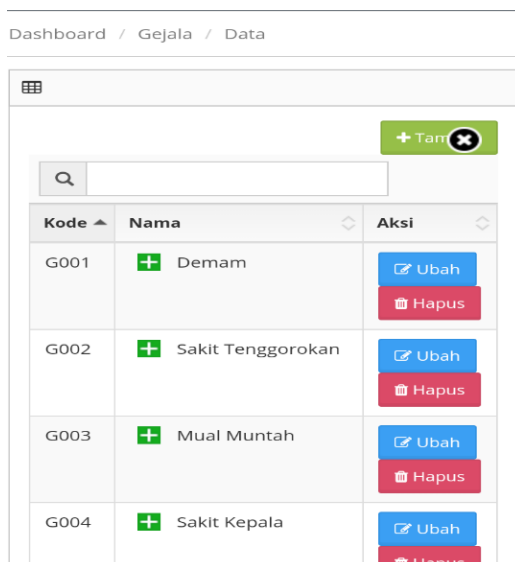 Dashboard / Gejala / Data
Kode Nama Aksi
G001 Demam Ubah
Hapus
G002 Sakit Tenggorokan Ubah
Hapus
G003 Mual Muntah Ubah
Hapus
G004 Sakit Kepala Ubah
Hapus